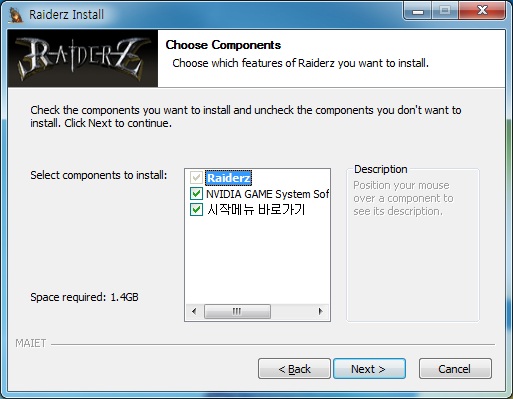 Raiderz Install
RAIDERZ
Choose Components
Choose which features of Raiderz you want to install.
Check the components you want to install and uncheck the components you don't want to
install. Click Next to continue.
Select components to install:
Raiderz
NVIDIA GAME System Sof
시작메뉴 바로가기
Description
Position your mouse
over a component to
see its description.
Space required: 1.4GB
MAIET
< Back
Next >
Cancel